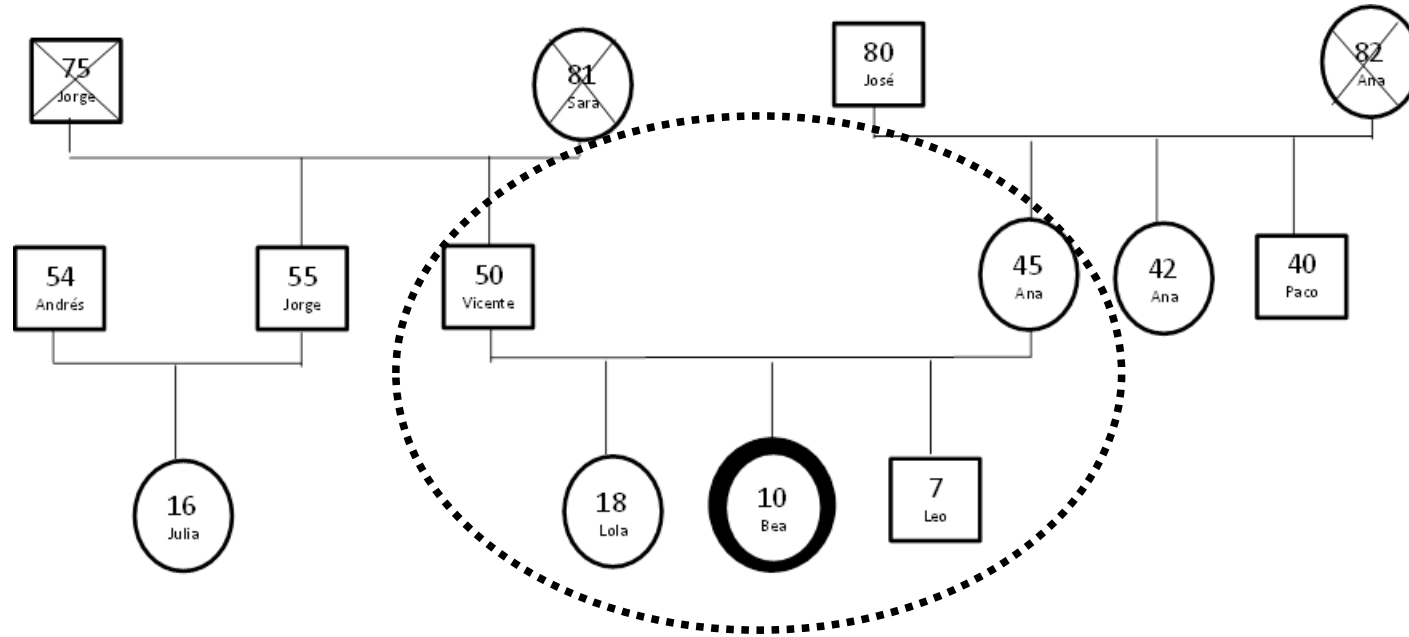 75
Jorge
81
Sara
80
José
82
Ana
54
Andrés
55
Jorge
50
Vicente
45
Ana
42
Ana
40
Paco
16
Julia
18
Lola
10
Bea
7
Leo